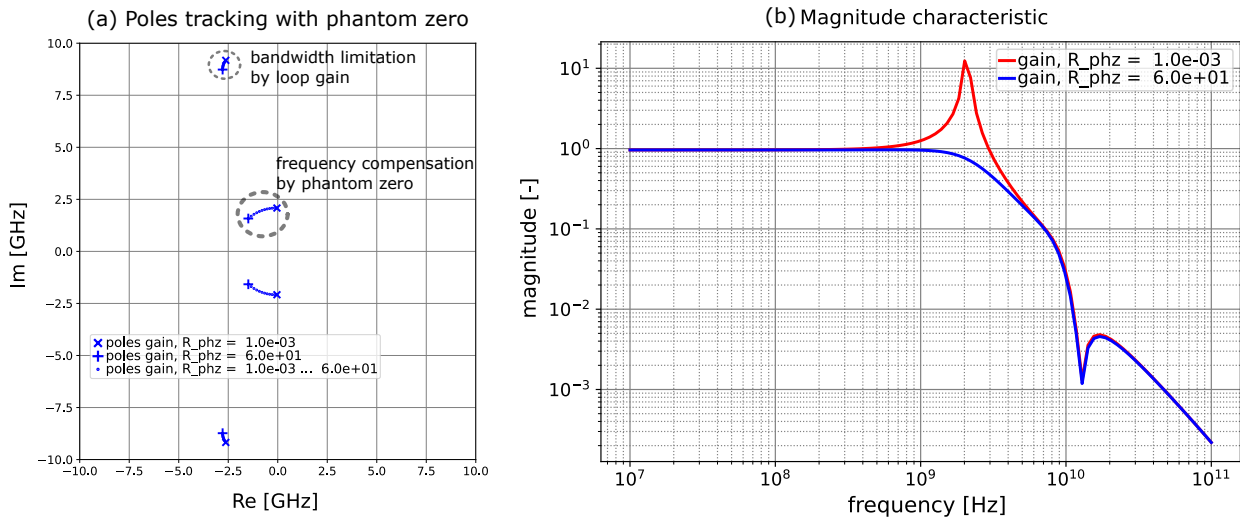 (a) Poles tracking with phantom zero
10.0
7.5
5.0
2.5
0.0
−2.5
−5.0
−7.5
−10.0
Im [GHz]
bandwidth limitation
by loop gain
frequency compensation
by phantom zero
poles gain, R_phz = 1.0e-03
poles gain, R_phz = 6.0e+01
poles gain, R_phz = 1.0e-03 ... 6.0e+01
−10.0 −7.5 −5.0 −2.5 0.0 2.5 5.0 7.5 10.0
Re [GHz]
(b) Magnitude characteristic
gain, R_phz = 1.0e-03
gain, R_phz = 6.0e+01
10¹
10⁰
10⁻¹
10⁻²
10⁻³
magnitude [-]
10⁷ 10⁸ 10⁹ 10¹⁰ 10¹¹
frequency [Hz]